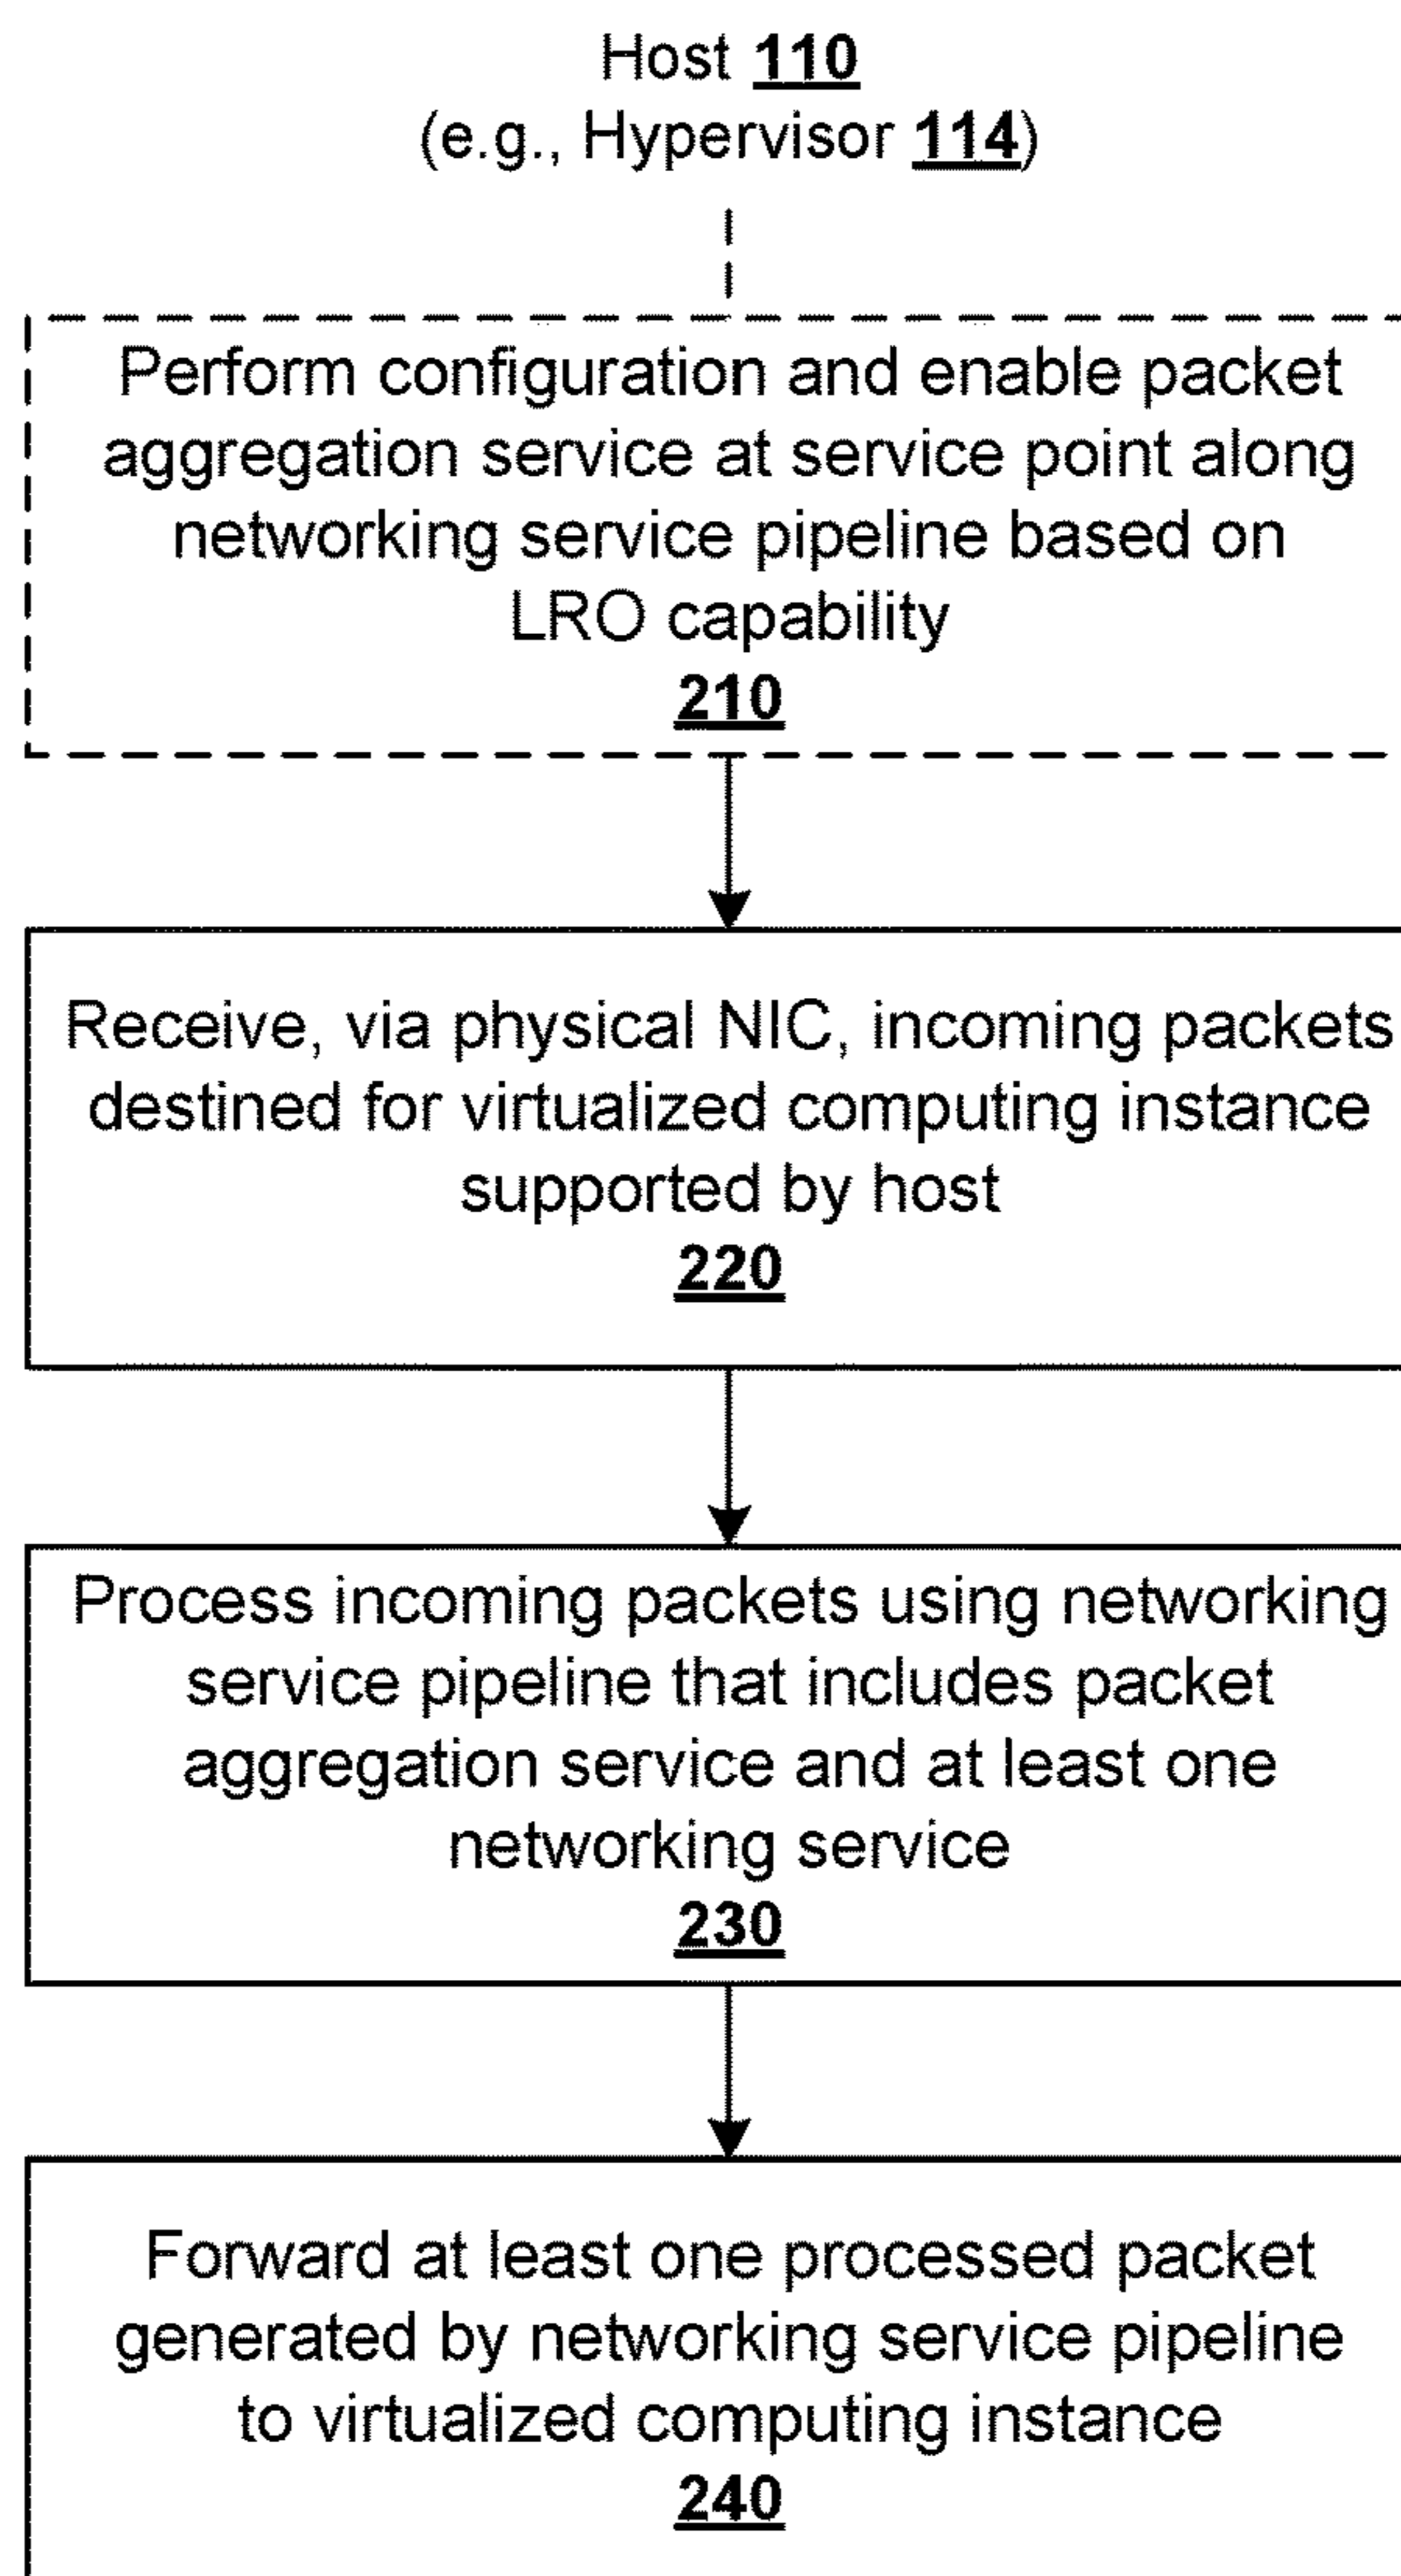 Host 110
(e.g., Hypervisor 114)
Perform configuration and enable packet
aggregation service at service point along
networking service pipeline based on
LRO capability
210
Receive, via physical NIC, incoming packets
destined for virtualized computing instance
supported by host
220
Process incoming packets using networking
service pipeline that includes packet
aggregation service and at least one
networking service
230
Forward at least one processed packet
generated by networking service pipeline
to virtualized computing instance
240